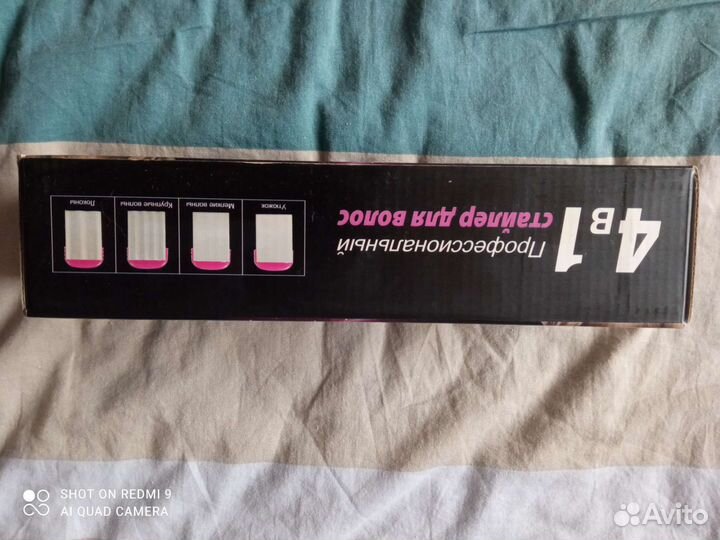 4 в 1
Профессиональный
стайлер для волос
Утюжок
Мелкие волны
Крупные волны
Локоны
SHOT ON REDMI 9
AI QUAD CAMERA
Avito